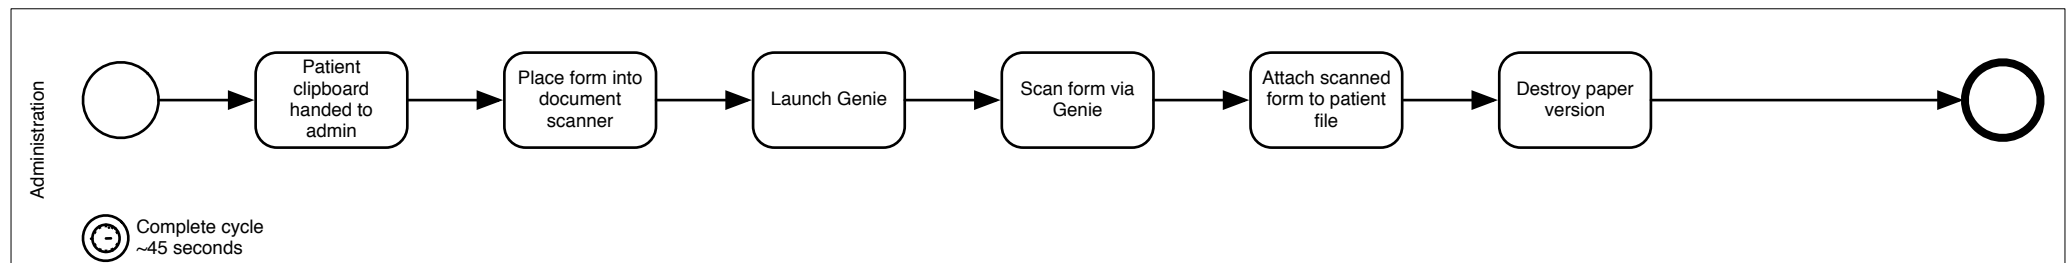 Administration
Patient
clipboard
handed to
admin
Place form into
document
scanner
Launch Genie
Scan form via
Genie
Attach scanned
form to patient
file
Destroy paper
version
Complete cycle
~45 seconds